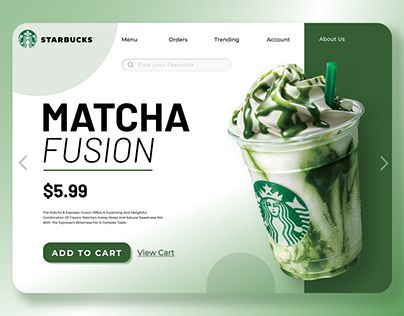 STARBUCKS
Menu
Orders
Trending
Account
About Us
Find your Favourite
MATCHA
FUSION
$5.99
The Matcha & Espresso Fusion Offers A Surprising And Delightful
Combination Of Flavors: Matcha's Grassy Notes And Natural Sweetness Mix
With The Espresso's Bitterness For A Complex Taste.
ADD TO CART
View Cart